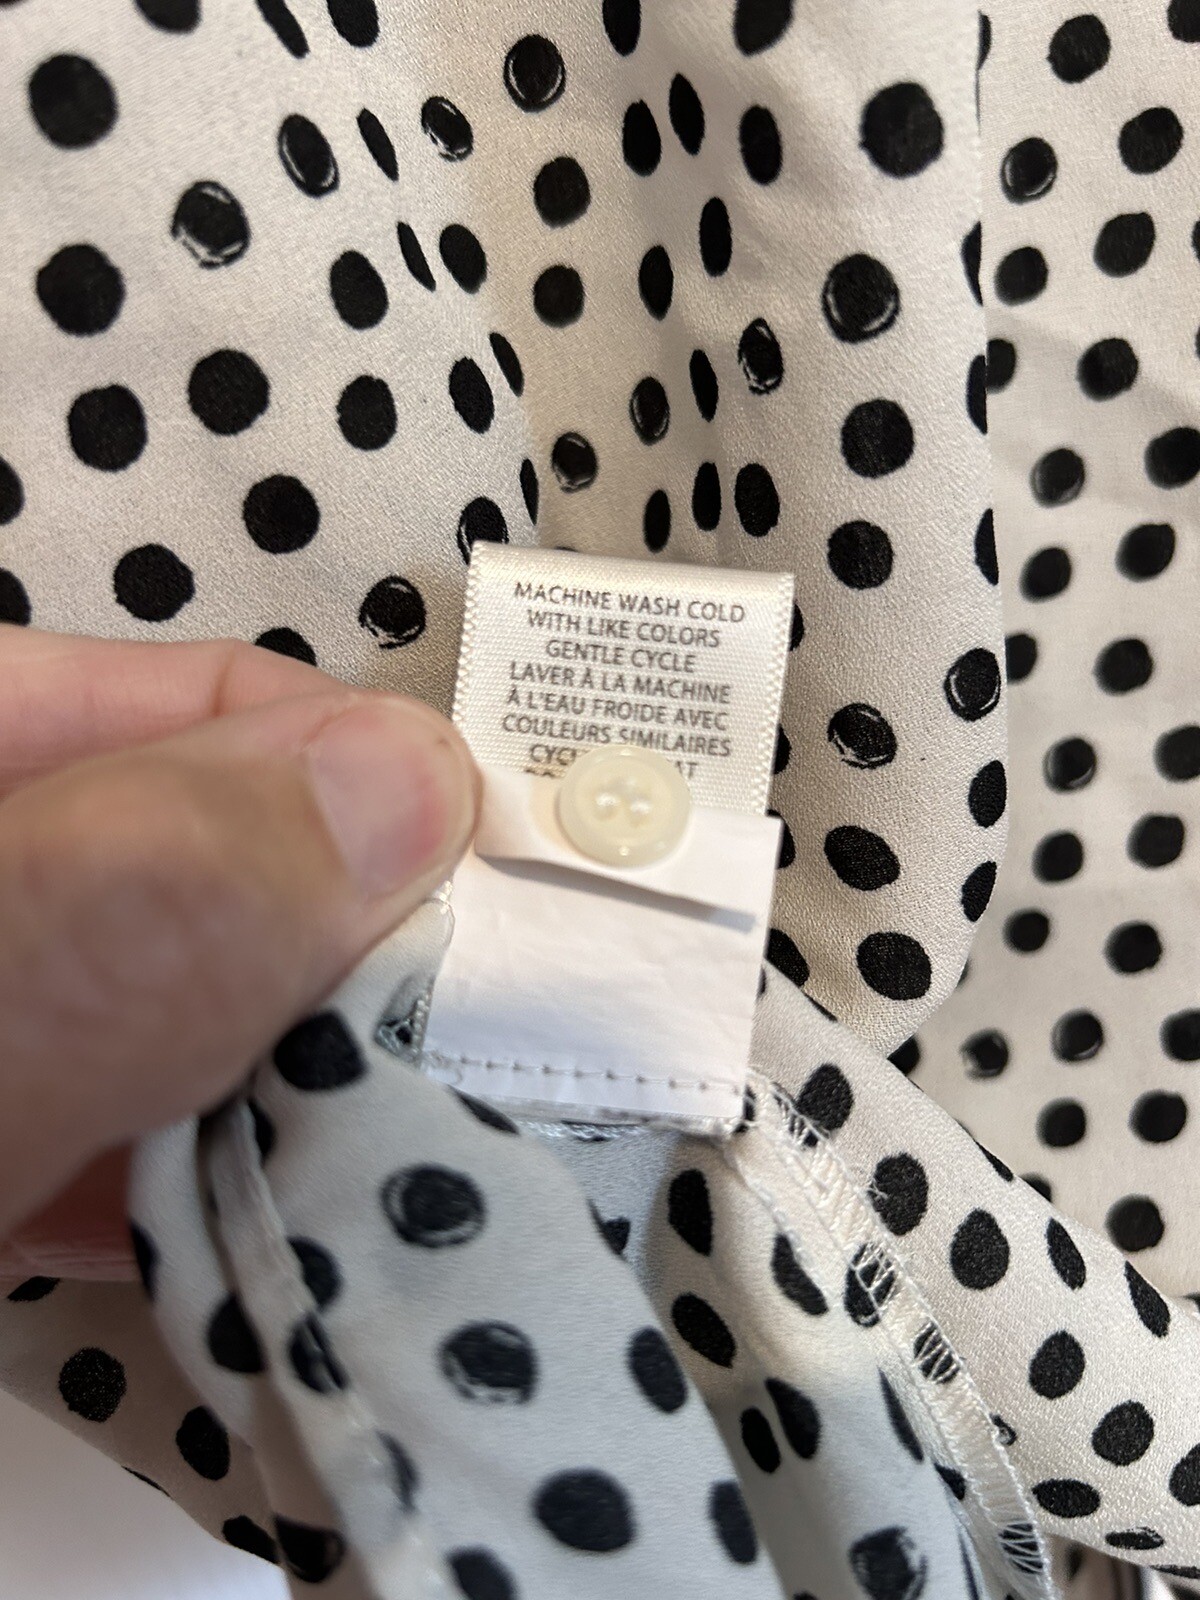 MACHINE WASH COLD
WITH LIKE COLORS
GENTLE CYCLE
LAVER À LA MACHINE
À L'EAU FROIDE AVEC
COULEURS SIMILAIRES